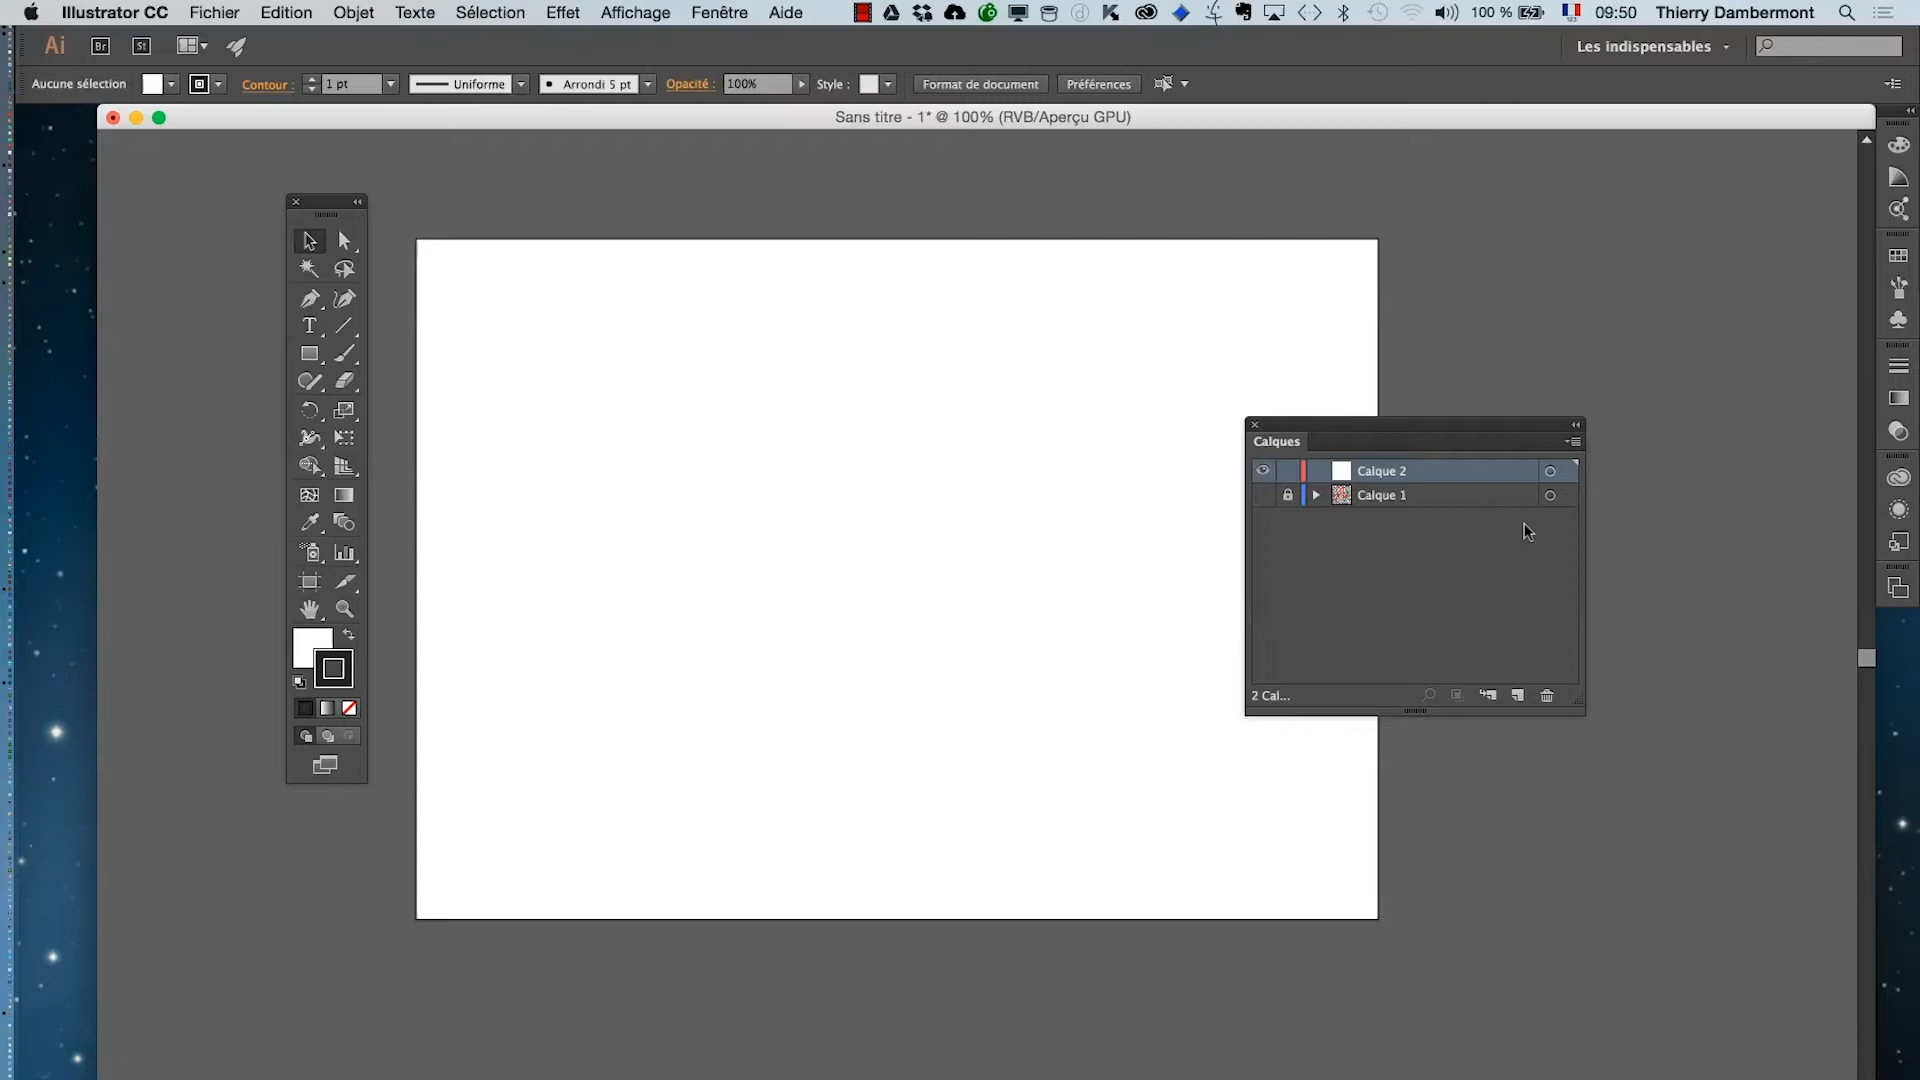 Illustrator CC Fichier Edition Objet Texte Sélection Effet Affichage Fenêtre Aide 100 % 09:50 Thierry Dambermont
Ai Br St Les indispensables
Aucune sélection Contour : 1 pt Uniforme Arrondi 5 pt Opacité : 100% Style : Format de document Préférences
Sans titre - 1* @ 100% (RVB/Aperçu GPU)
Calques
Calque 2
Calque 1
2 Cal...